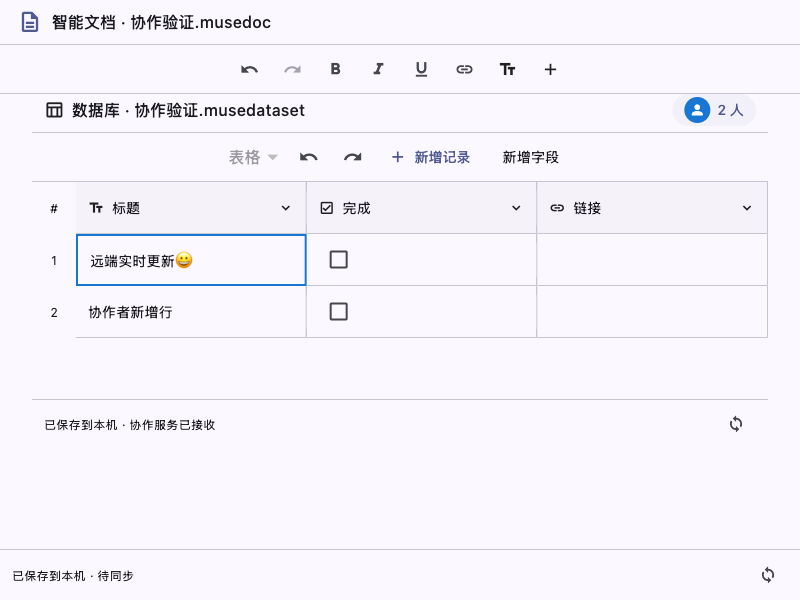 智能文档 · 协作验证.musedoc
B I U Tт +
数据库 · 协作验证.musedataset
2 人
表格 + 新增记录 新增字段
# Tт 标题 完成 链接
1 远端实时更新😀
2 协作者新增行
已保存到本机 · 协作服务已接收
已保存到本机 · 待同步